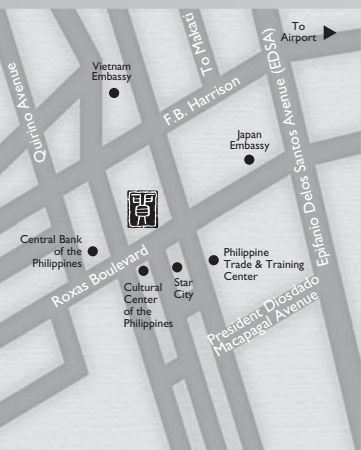 To
Airport
To Makati
Vietnam
Embassy
Quirino Avenue
F.B. Harrison
Epifanio Delos Santos Avenue (EDSA)
Japan
Embassy
Central Bank
of the
Philippines
Roxas Boulevard
Cultural
Center
of the
Philippines
Star
City
Philippine
Trade & Training
Center
President Diosdado
Macapagal Avenue